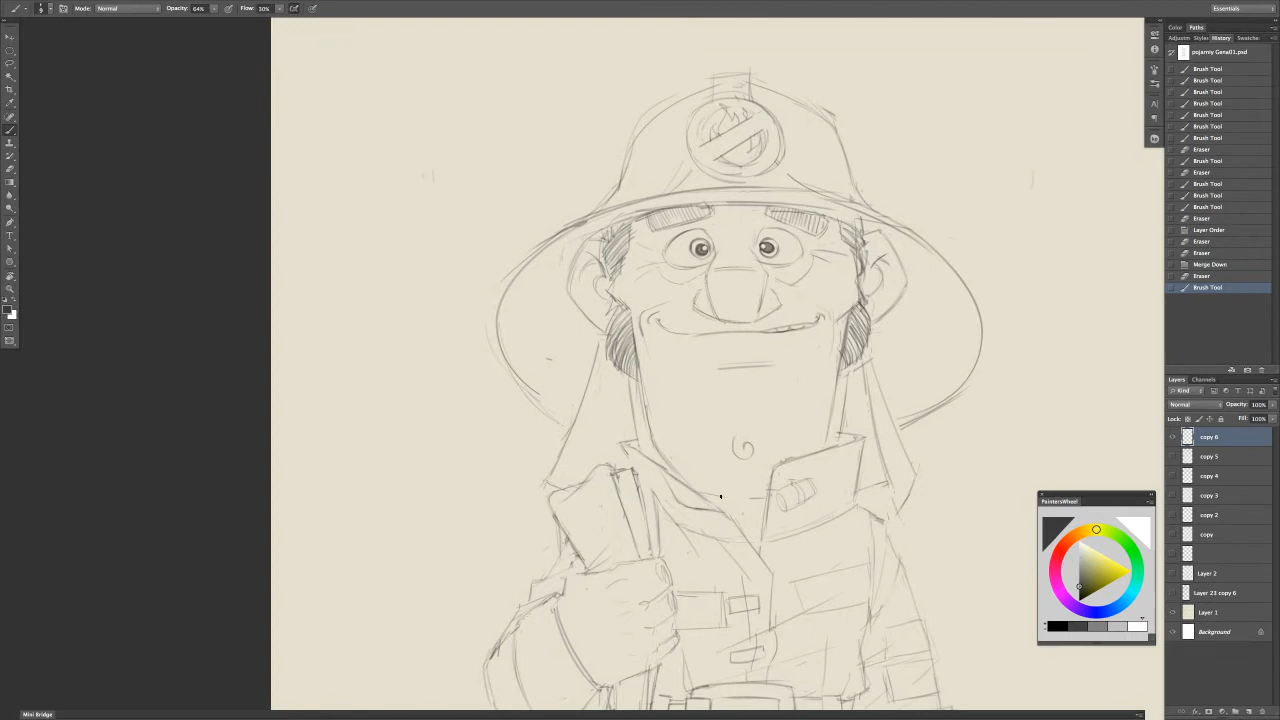 Mode: Normal Opacity: 64% Flow: 30% Essentials
Color Paths
Adjustm Styles History Swatche
pojarniy Gena01.psd
Brush Tool
Brush Tool
Brush Tool
Brush Tool
Brush Tool
Brush Tool
Brush Tool
Eraser
Brush Tool
Eraser
Brush Tool
Brush Tool
Brush Tool
Eraser
Layer Order
Eraser
Eraser
Merge Down
Eraser
Brush Tool
Layers Channels
Kind
Normal Opacity: 100%
Lock: Fill: 100%
copy 6
copy 5
copy 4
copy 3
copy 2
copy
Layer 2
Layer 23 copy 6
Layer 1
Background
PaintersWheel
Mini Bridge